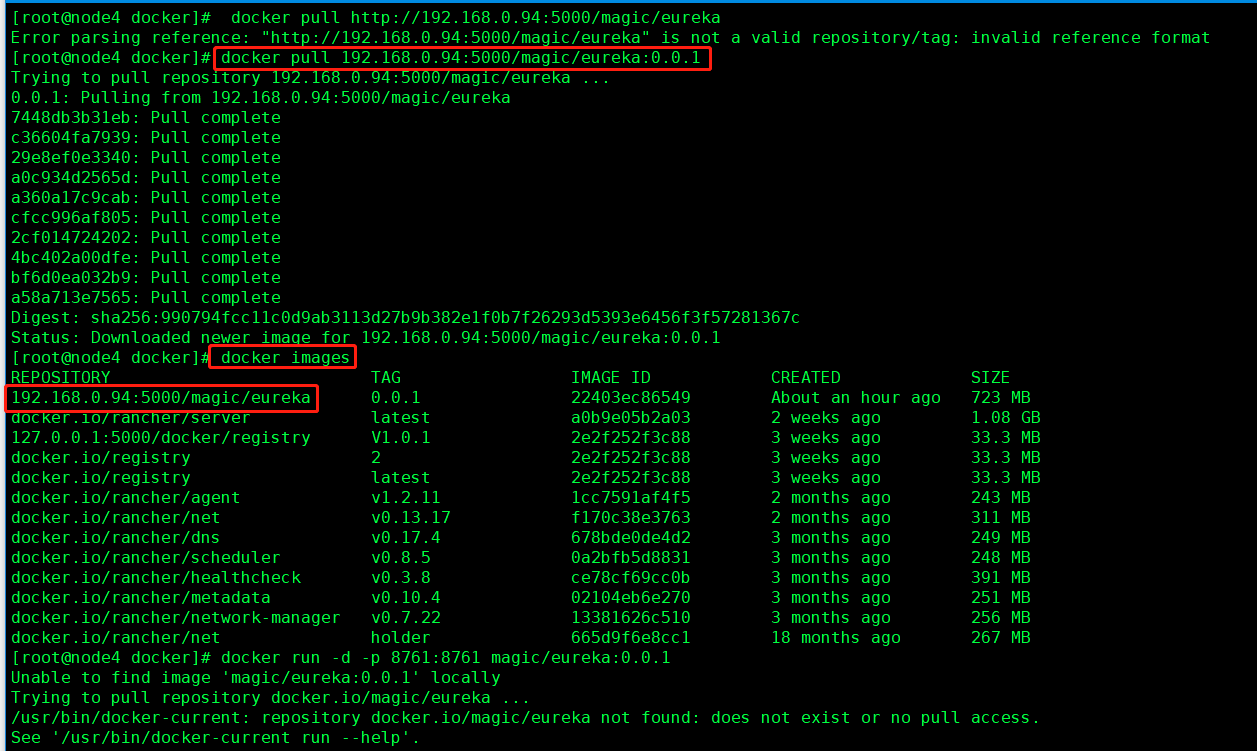 [root@node4 docker]#  docker pull http://192.168.0.94:5000/magic/eureka
Error parsing reference: "http://192.168.0.94:5000/magic/eureka" is not a valid repository/tag: invalid reference format
[root@node4 docker]# docker pull 192.168.0.94:5000/magic/eureka:0.0.1
Trying to pull repository 192.168.0.94:5000/magic/eureka ...
0.0.1: Pulling from 192.168.0.94:5000/magic/eureka
7448db3b31eb: Pull complete
c36604fa7939: Pull complete
29e8ef0e3340: Pull complete
a0c934d2565d: Pull complete
a360a17c9cab: Pull complete
cfcc996af805: Pull complete
2cf014724202: Pull complete
4bc402a00dfe: Pull complete
bf6d0ea032b9: Pull complete
a58a713e7565: Pull complete
Digest: sha256:990794fcc11c0d9ab3113d27b9b382e1f0b7f26293d5393e6456f3f57281367c
Status: Downloaded newer image for 192.168.0.94:5000/magic/eureka:0.0.1
[root@node4 docker]# docker images
REPOSITORY                          TAG                 IMAGE ID            CREATED             SIZE
192.168.0.94:5000/magic/eureka      0.0.1               22403ec86549        About an hour ago   723 MB
docker.io/rancher/server            latest              a0b9e05b2a03        2 weeks ago         1.08 GB
127.0.0.1:5000/docker/registry      V1.0.1              2e2f252f3c88        3 weeks ago         33.3 MB
docker.io/registry                  2                   2e2f252f3c88        3 weeks ago         33.3 MB
docker.io/registry                  latest              2e2f252f3c88        3 weeks ago         33.3 MB
docker.io/rancher/agent             v1.2.11             1cc7591af4f5        2 months ago        243 MB
docker.io/rancher/net               v0.13.17            f170c38e3763        2 months ago        311 MB
docker.io/rancher/dns               v0.17.4             678bde0de4d2        3 months ago        249 MB
docker.io/rancher/scheduler         v0.8.5              0a2bfb5d8831        3 months ago        248 MB
docker.io/rancher/healthcheck       v0.3.8              ce78cf69cc0b        3 months ago        391 MB
docker.io/rancher/metadata          v0.10.4             02104eb6e270        3 months ago        251 MB
docker.io/rancher/network-manager   v0.7.22             13381626c510        3 months ago        256 MB
docker.io/rancher/net               holder              665d9f6e8cc1        18 months ago       267 MB
[root@node4 docker]# docker run -d -p 8761:8761 magic/eureka:0.0.1
Unable to find image 'magic/eureka:0.0.1' locally
Trying to pull repository docker.io/magic/eureka ...
/usr/bin/docker-current: repository docker.io/magic/eureka not found: does not exist or no pull access.
See '/usr/bin/docker-current run --help'.